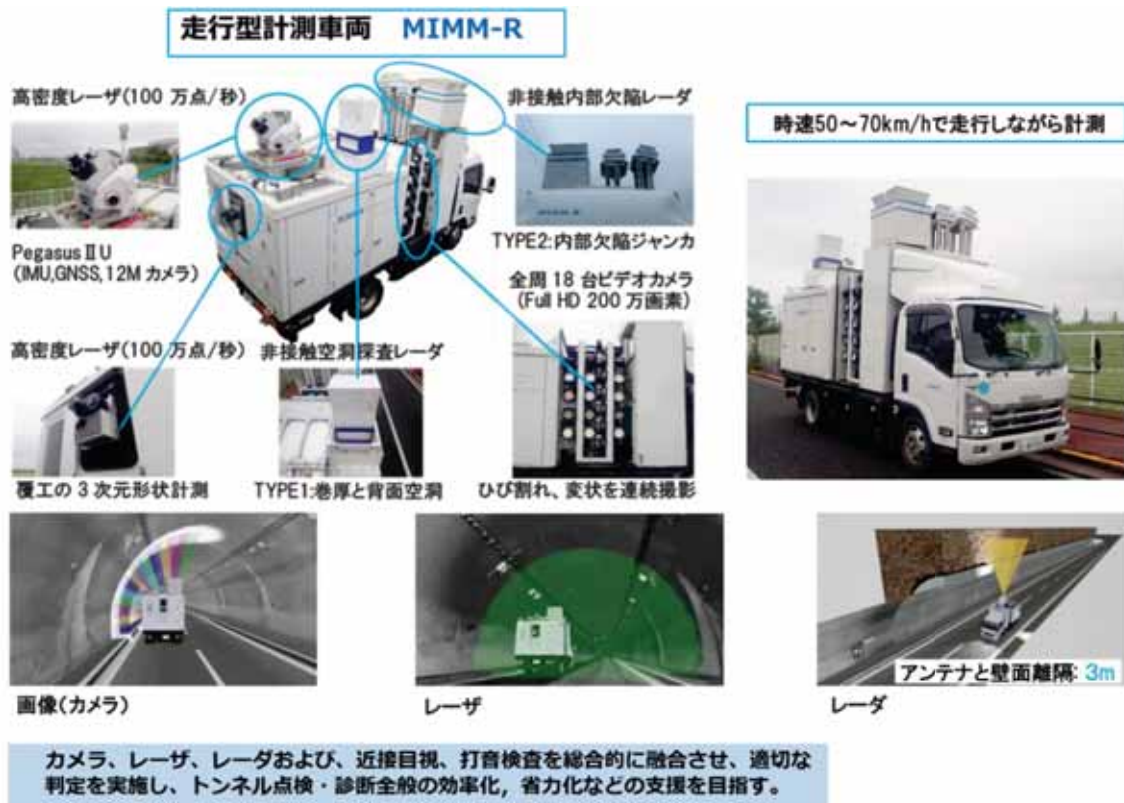 走行型計測車両 MIMM-R
高密度レーザ(100 万点/秒)
非接触内部欠陥レーダ
時速50～70km/hで走行しながら計測
PegasusⅡU
(IMU,GNSS,12M カメラ)
TYPE2:内部欠陥ジャンカ
全周 18 台ビデオカメラ
(Full HD 200 万画素)
高密度レーザ(100 万点/秒)
非接触空洞探査レーダ
覆工の 3 次元形状計測
TYPE1:巻厚と背面空洞
ひび割れ、変状を連続撮影
アンテナと壁面離隔: 3m
画像(カメラ)
レーザ
レーダ
カメラ、レーザ、レーダおよび、近接目視、打音検査を総合的に融合させ、適切な
判定を実施し、トンネル点検・診断全般の効率化，省力化などの支援を目指す。